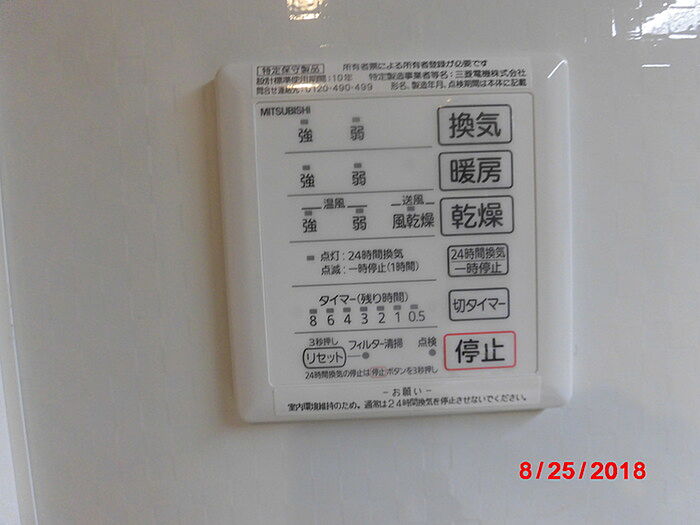 特定保守製品 所有者票による所有者登録が必要です
設計標準使用期間:10年 特定製造事業者等名:三菱電機株式会社
問合せ連絡先:0120-490-499 形名、製造年月、点検期間は本体に記載
MITSUBISHI
強 弱 換気
強 弱 暖房
温風 送風
強 弱 風乾燥 乾燥
点灯:24時間換気
点滅:一時停止(1時間)
24時間換気
一時停止
タイマー(残り時間)
8 6 4 3 2 1 0.5
切タイマー
3秒押し
リセット フィルター清掃 点検
停止
24時間換気の停止は停止ボタンを3秒押し
-お願い-
室内環境維持のため、通常は24時間換気を停止させないでください。
8/25/2018